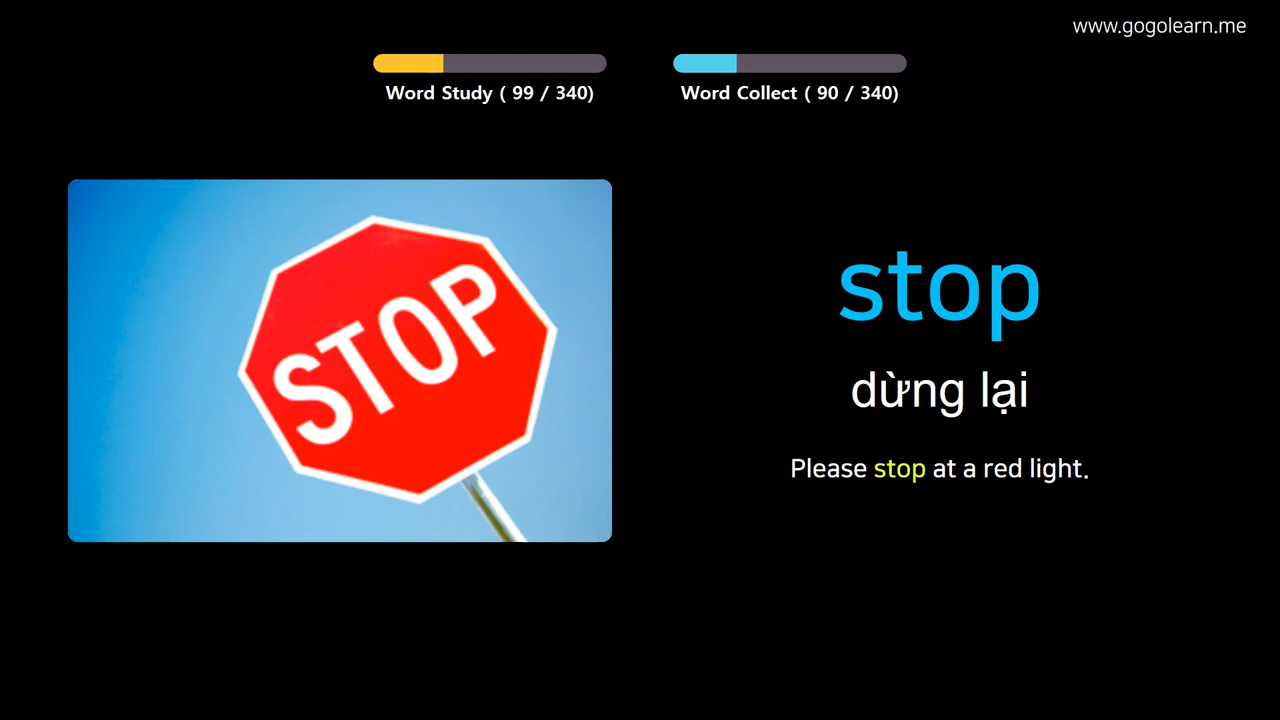 www.gogolearn.me
Word Study ( 99 / 340)
Word Collect ( 90 / 340)
STOP
stop
dừng lại
Please stop at a red light.